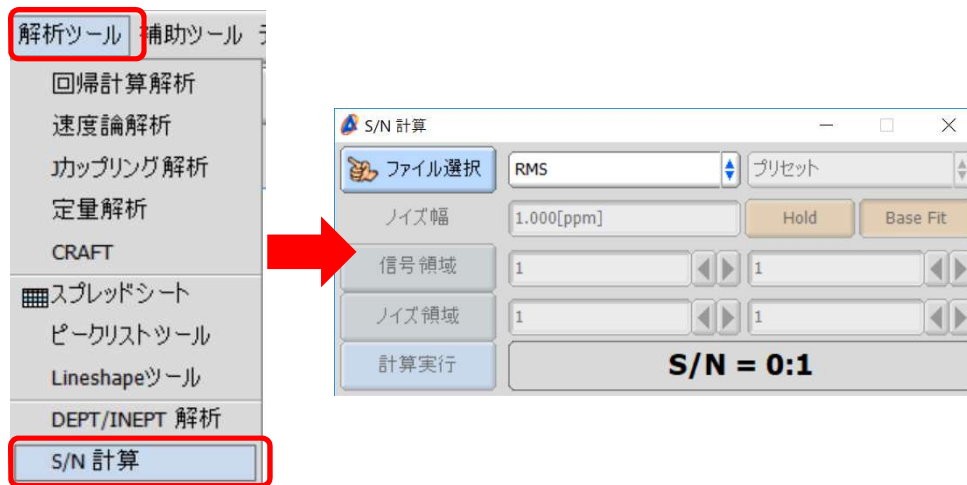 解析ツール 補助ツール
回帰計算解析
速度論解析
Jカップリング解析
定量解析
CRAFT
スプレッドシート
ピークリストツール
Lineshapeツール
DEPT/INEPT 解析
S/N 計算
S/N 計算
ファイル選択 RMS プリセット
ノイズ幅 1.000[ppm] Hold Base Fit
信号領域 1 1
ノイズ領域 1 1
計算実行 S/N = 0:1